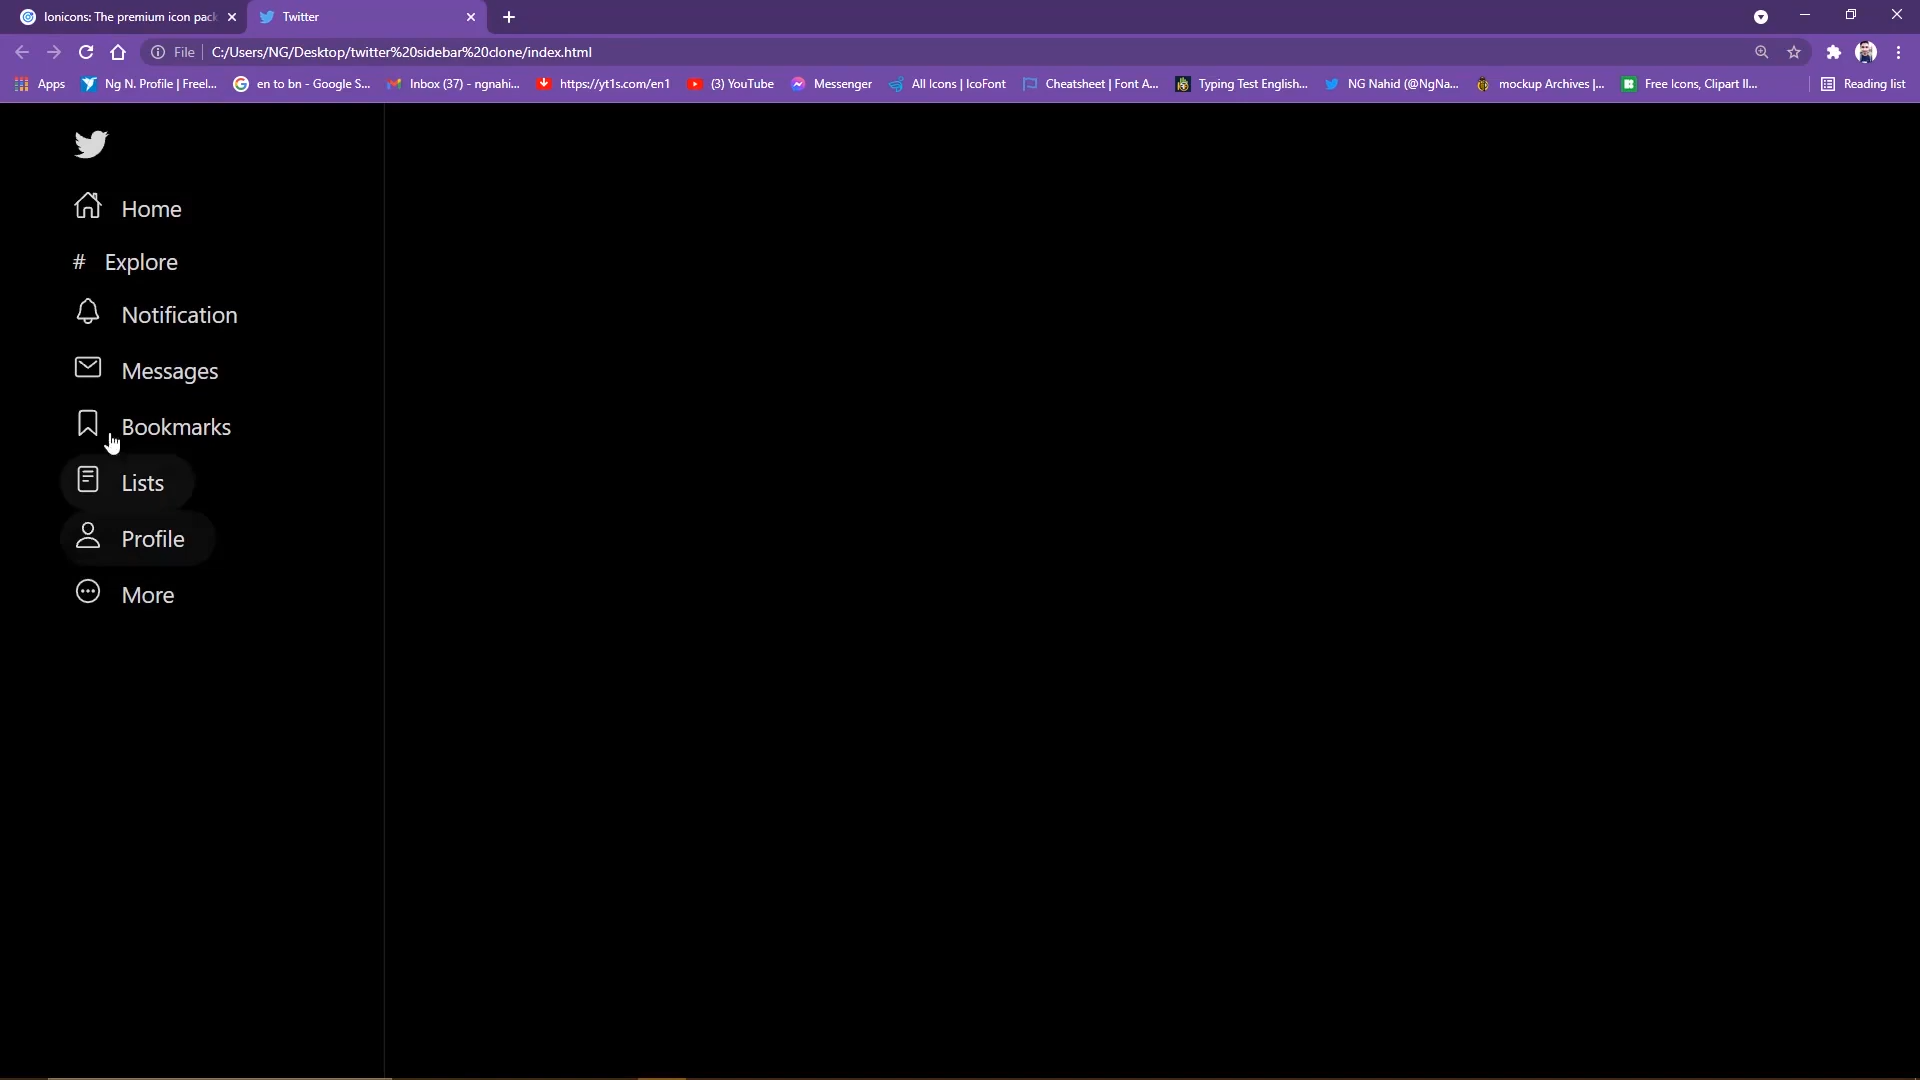 Ionicons: The premium icon pack
Twitter
File
C:/Users/NG/Desktop/twitter%20sidebar%20clone/index.html
Apps
Ng N. Profile | Freel...
en to bn - Google S...
Inbox (37) - ngnahi...
https://yt1s.com/en1
(3) YouTube
Messenger
All Icons | IcoFont
Cheatsheet | Font A...
Typing Test English...
NG Nahid (@NgNa...
mockup Archives |...
Free Icons, Clipart Il...
Reading list
Home
# Explore
Notification
Messages
Bookmarks
Lists
Profile
More